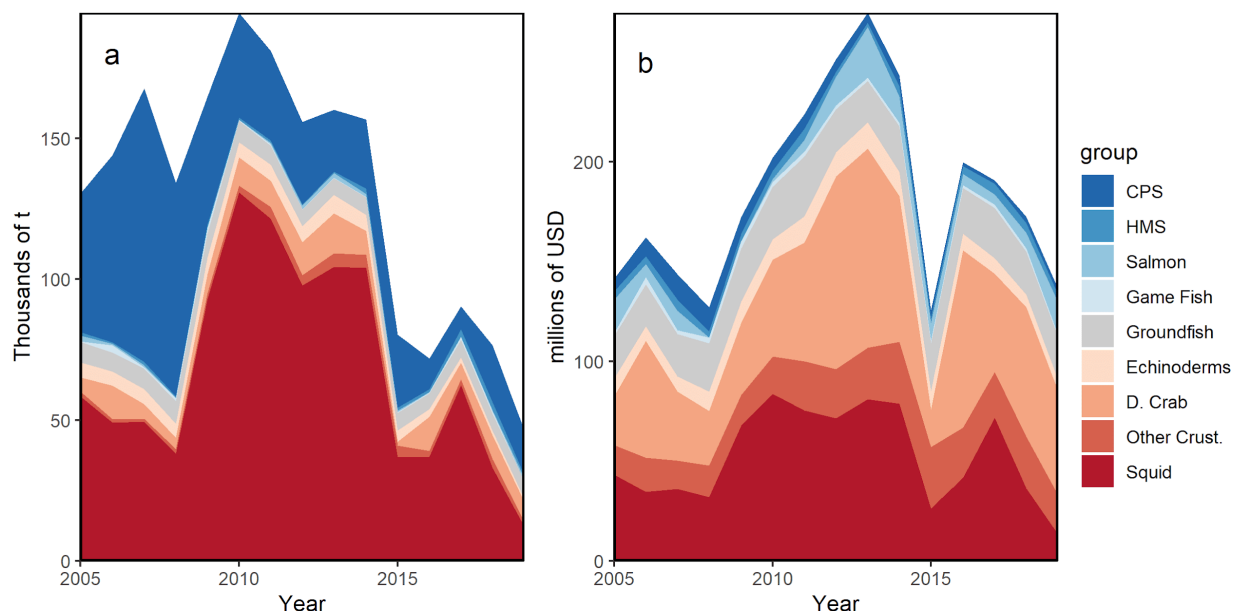 a
150
100
50
0
Thousands of t
2005
2010
2015
Year
b
200
100
0
millions of USD
2005
2010
2015
Year
group
CPS
HMS
Salmon
Game Fish
Groundfish
Echinoderms
D. Crab
Other Crust.
Squid